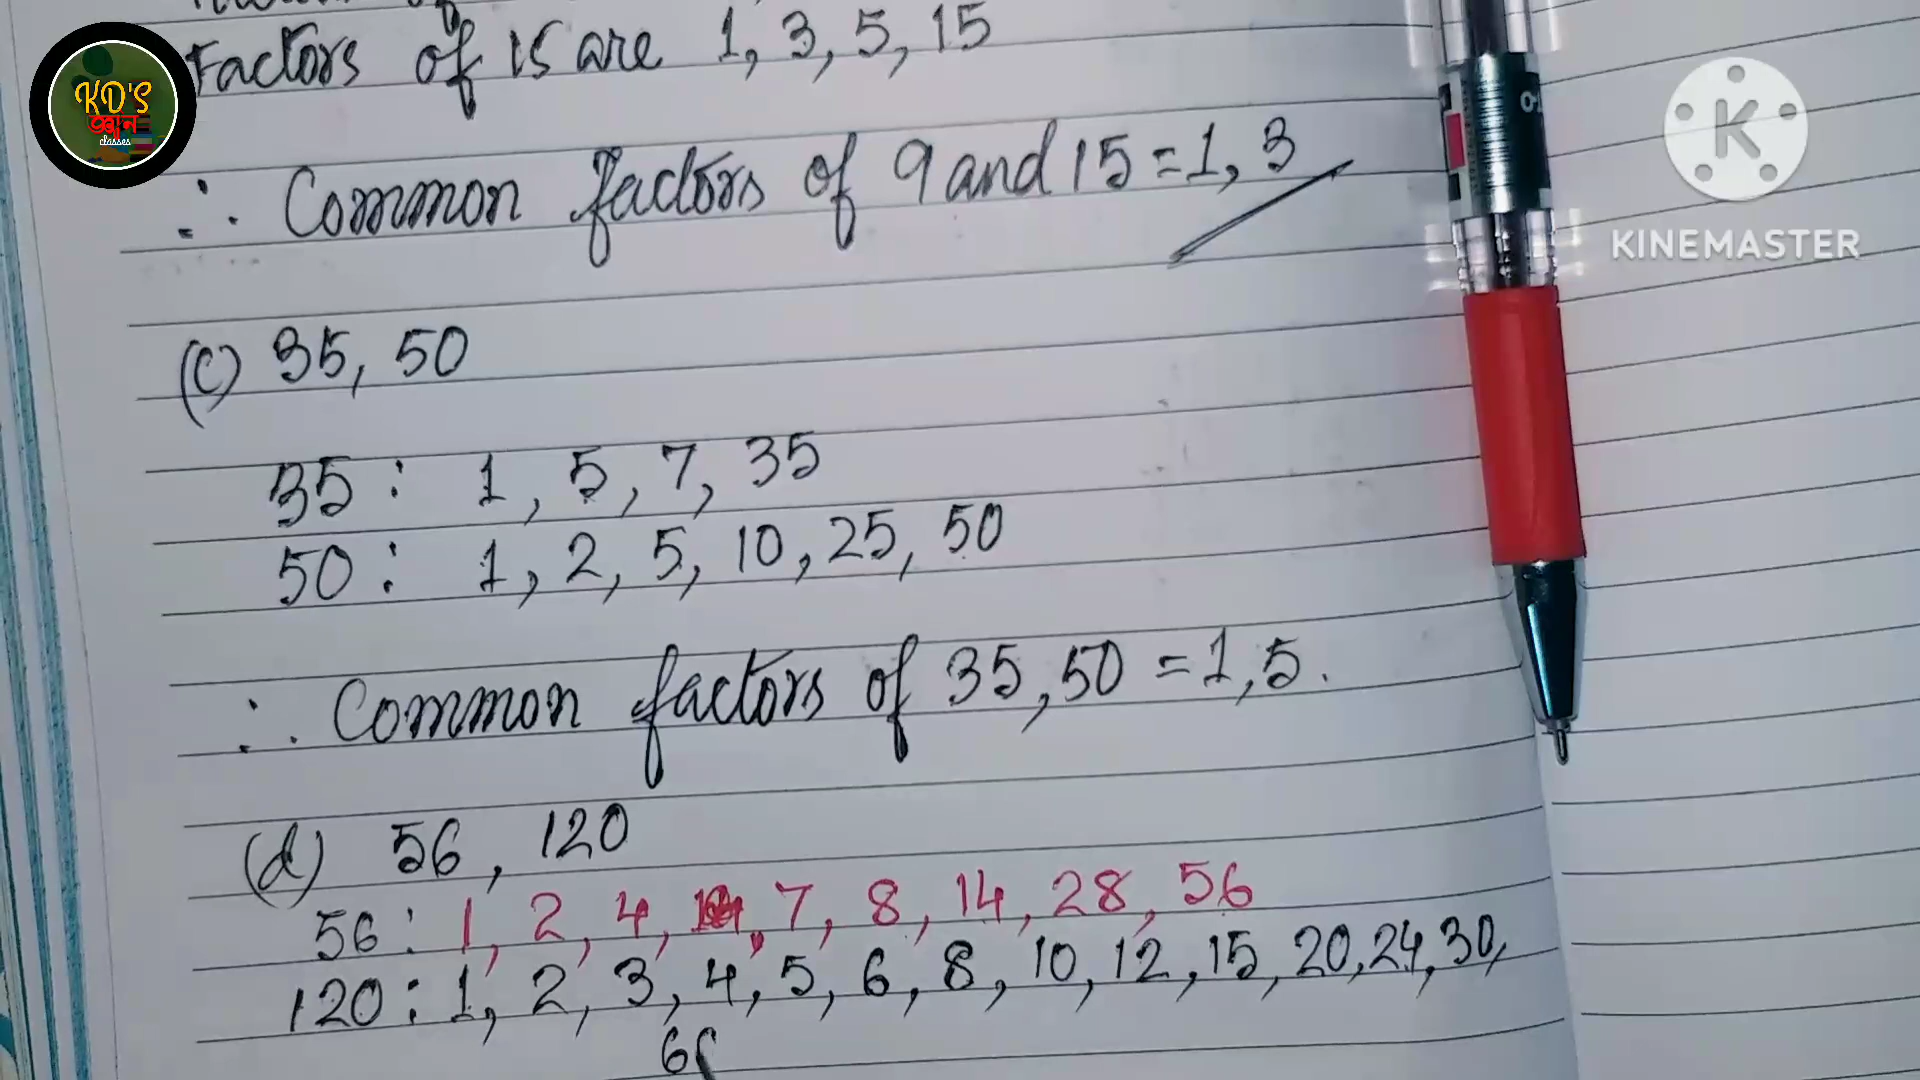 KD'S
জ্ঞান
classes
Factors of 15 are 1, 3, 5, 15
∴ Common factors of 9 and 15 = 1, 3
K
KINEMASTER
(c) 35, 50
35 : 1, 5, 7, 35
50 : 1, 2, 5, 10, 25, 50
∴ Common factors of 35, 50 = 1, 5.
(d) 56, 120
56 : 1, 2, 4, 7, 8, 14, 28, 56
120 : 1, 2, 3, 4, 5, 6, 8, 10, 12, 15, 20, 24, 30,